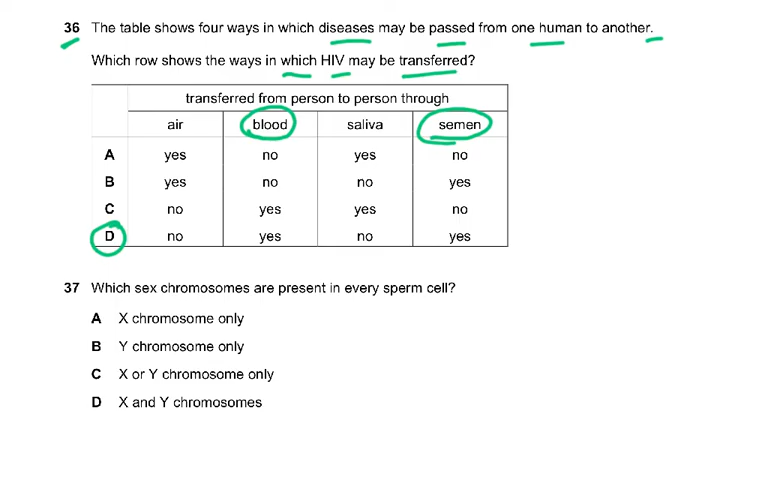 36 The table shows four ways in which diseases may be passed from one human to another.
Which row shows the ways in which HIV may be transferred?
transferred from person to person through
air blood saliva semen
A yes no yes no
B yes no no yes
C no yes yes no
D no yes no yes
37 Which sex chromosomes are present in every sperm cell?
A X chromosome only
B Y chromosome only
C X or Y chromosome only
D X and Y chromosomes